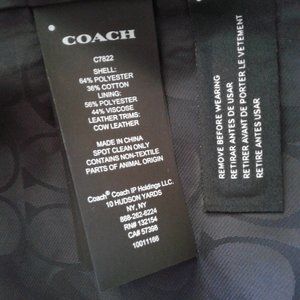 COACH
C7822
SHELL:
64% POLYESTER
36% COTTON
LINING:
56% POLYESTER
44% VISCOSE
LEATHER TRIMS:
COW LEATHER
MADE IN CHINA
SPOT CLEAN ONLY
CONTAINS NON-TEXTILE
PARTS OF ANIMAL ORIGIN
Coach® Coach IP Holdings LLC.
10 HUDSON YARDS
NY, NY
866-262-6224
RN# 132154
CA# 57398
10011166
REMOVE BEFORE WEARING
RETIRAR ANTES DE USAR
RETIRE AVANT DE PORTER LE VETEMENT
RETIRE ANTES USAR